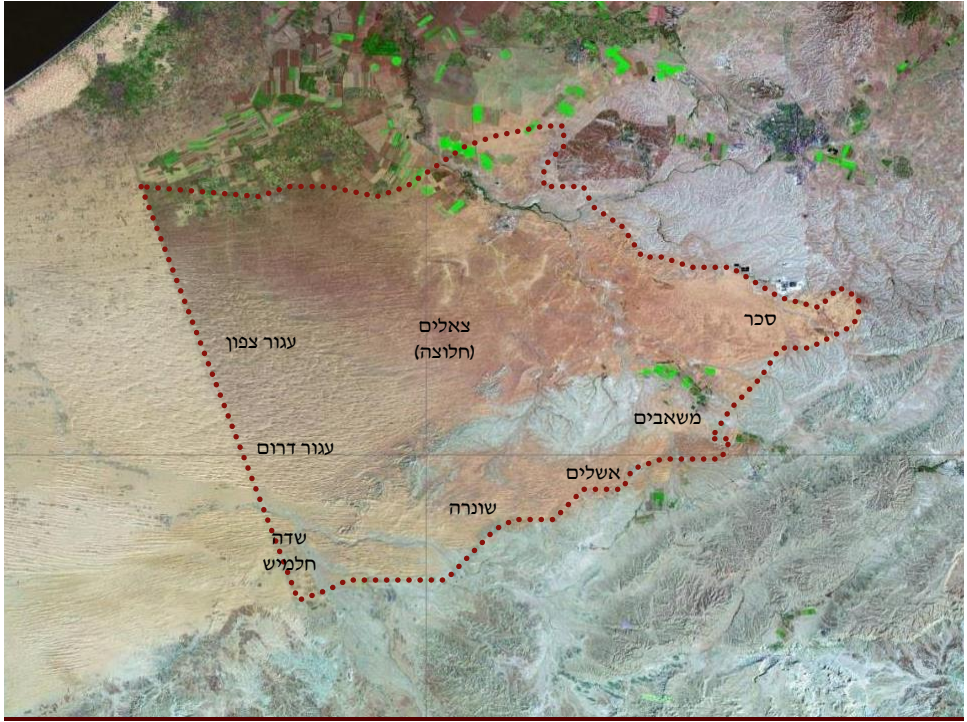 סכר
צאלים
(חלוצה)
עגור צפון
משאבים
עגור דרום
אשלים
שונרה
שדה
חלמיש